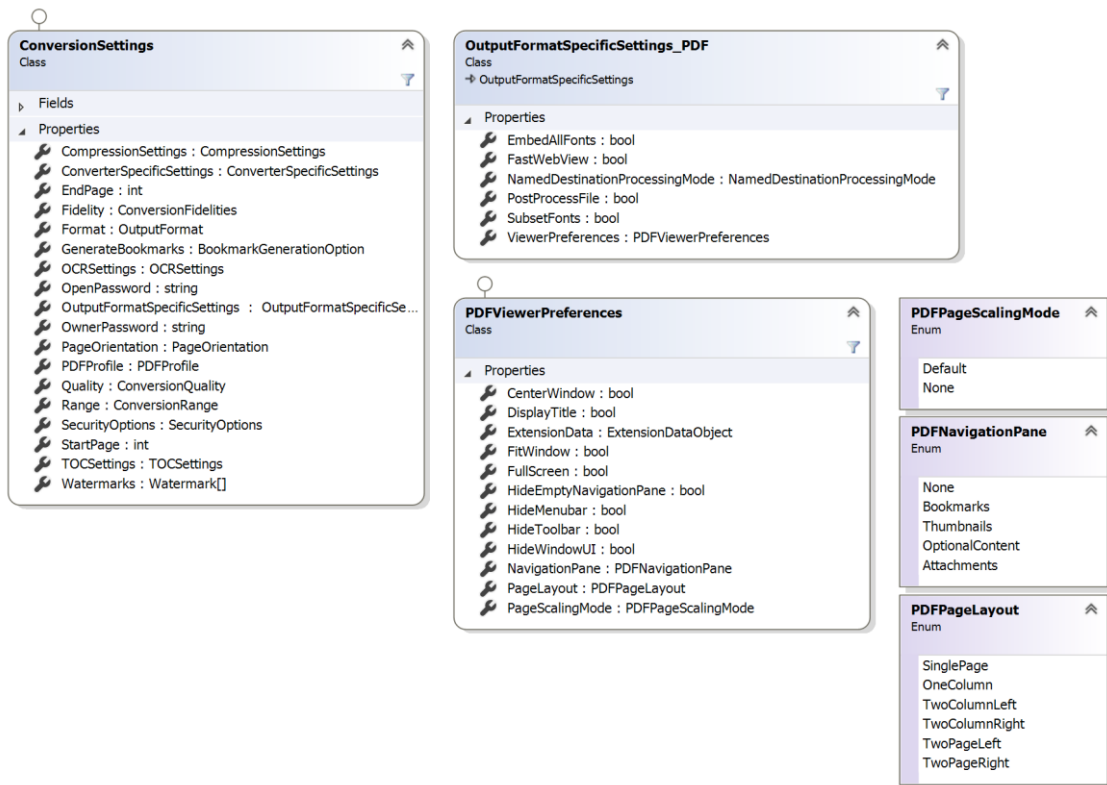 ConversionSettings
Class
Fields
Properties
CompressionSettings : CompressionSettings
ConverterSpecificSettings : ConverterSpecificSettings
EndPage : int
Fidelity : ConversionFidelities
Format : OutputFormat
GenerateBookmarks : BookmarkGenerationOption
OCRSettings : OCRSettings
OpenPassword : string
OutputFormatSpecificSettings : OutputFormatSpecificSe...
OwnerPassword : string
PageOrientation : PageOrientation
PDFProfile : PDFProfile
Quality : ConversionQuality
Range : ConversionRange
SecurityOptions : SecurityOptions
StartPage : int
TOCSettings : TOCSettings
Watermarks : Watermark[]
OutputFormatSpecificSettings_PDF
Class
OutputFormatSpecificSettings
Properties
EmbedAllFonts : bool
FastWebView : bool
NamedDestinationProcessingMode : NamedDestinationProcessingMode
PostProcessFile : bool
SubsetFonts : bool
ViewerPreferences : PDFViewerPreferences
PDFViewerPreferences
Class
Properties
CenterWindow : bool
DisplayTitle : bool
ExtensionData : ExtensionDataObject
FitWindow : bool
FullScreen : bool
HideEmptyNavigationPane : bool
HideMenubar : bool
HideToolbar : bool
HideWindowUI : bool
NavigationPane : PDFNavigationPane
PageLayout : PDFPageLayout
PageScalingMode : PDFPageScalingMode
PDFPageScalingMode
Enum
Default
None
PDFNavigationPane
Enum
None
Bookmarks
Thumbnails
OptionalContent
Attachments
PDFPageLayout
Enum
SinglePage
OneColumn
TwoColumnLeft
TwoColumnRight
TwoPageLeft
TwoPageRight